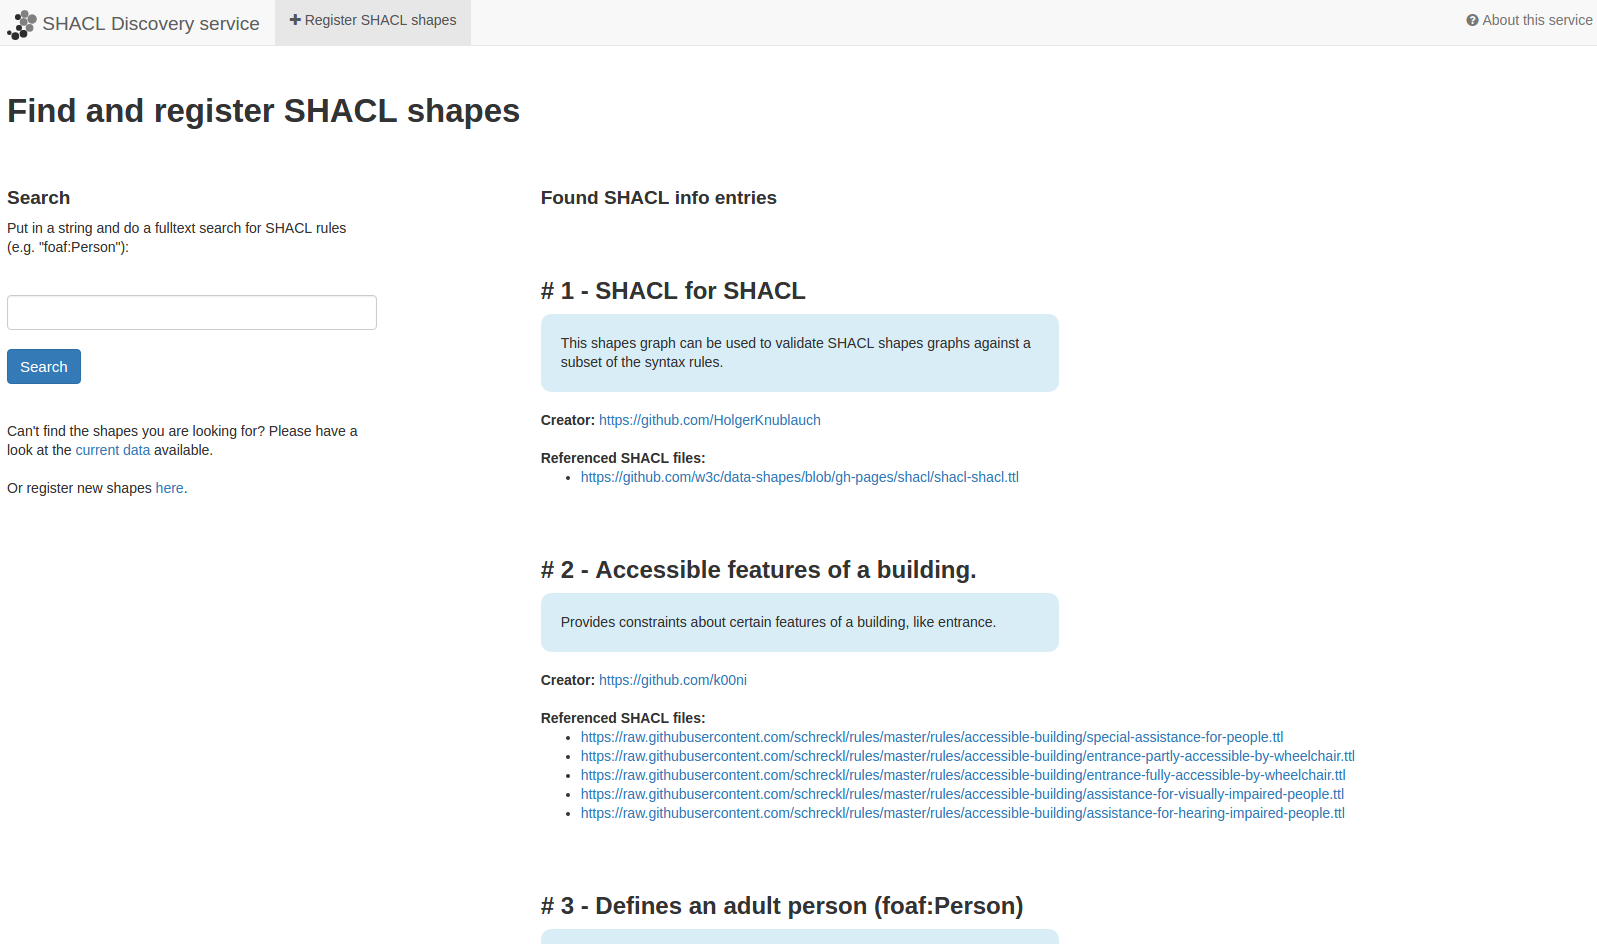 SHACL Discovery service
Register SHACL shapes
About this service
Find and register SHACL shapes
Search
Put in a string and do a fulltext search for SHACL rules
(e.g. "foaf:Person"):
Search
Can't find the shapes you are looking for? Please have a
look at the current data available.
Or register new shapes here.
Found SHACL info entries
# 1 - SHACL for SHACL
This shapes graph can be used to validate SHACL shapes graphs against a
subset of the syntax rules.
Creator: https://github.com/HolgerKnublauch
Referenced SHACL files:
• https://github.com/w3c/data-shapes/blob/gh-pages/shacl/shacl-shacl.ttl
# 2 - Accessible features of a building.
Provides constraints about certain features of a building, like entrance.
Creator: https://github.com/k00ni
Referenced SHACL files:
• https://raw.githubusercontent.com/schreckl/rules/master/rules/accessible-building/special-assistance-for-people.ttl
• https://raw.githubusercontent.com/schreckl/rules/master/rules/accessible-building/entrance-partly-accessible-by-wheelchair.ttl
• https://raw.githubusercontent.com/schreckl/rules/master/rules/accessible-building/entrance-fully-accessible-by-wheelchair.ttl
• https://raw.githubusercontent.com/schreckl/rules/master/rules/accessible-building/assistance-for-visually-impaired-people.ttl
• https://raw.githubusercontent.com/schreckl/rules/master/rules/accessible-building/assistance-for-hearing-impaired-people.ttl
# 3 - Defines an adult person (foaf:Person)